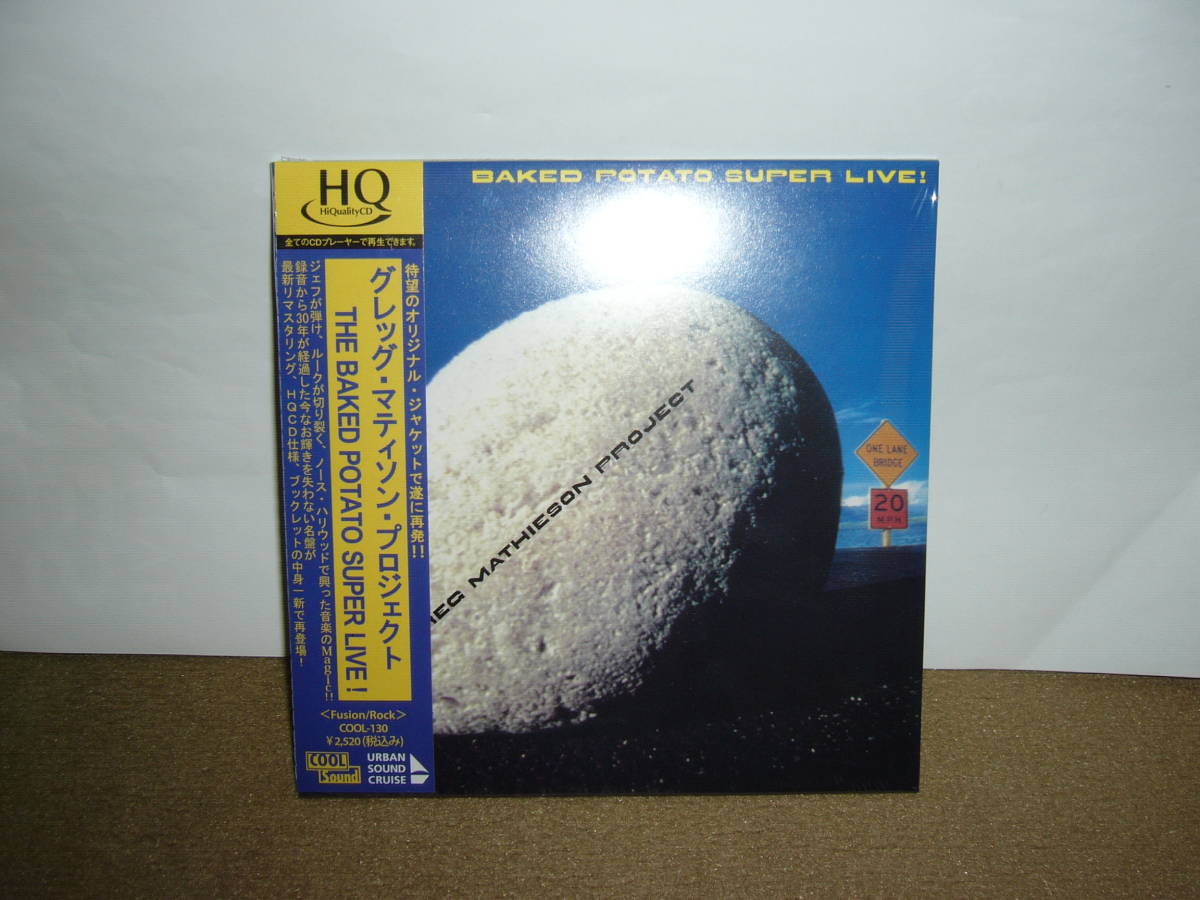 HQ
HiQualityCD
全てのCDプレーヤーで再生できます。
待望のオリジナル・ジャケットで遂に再発!!
グレッグ・マティソン・プロジェクト
THE BAKED POTATO SUPER LIVE!
ジェフが弾け、ルークが切り裂く、ノース・ハリウッドで興った音楽のMagic!!
録音から30年が経過した今なお輝きを失わない名盤が
最新リマスタリング、HQCD仕様、ブックレットの中身一新で再登場!
<Fusion/Rock>
COOL-130
¥2,520(税込み)
COOL
Sound
URBAN
SOUND
CRUISE
BAKED POTATO SUPER LIVE!
EG MATHIESON PROJECT
ONE LANE
BRIDGE
20
M.P.H.